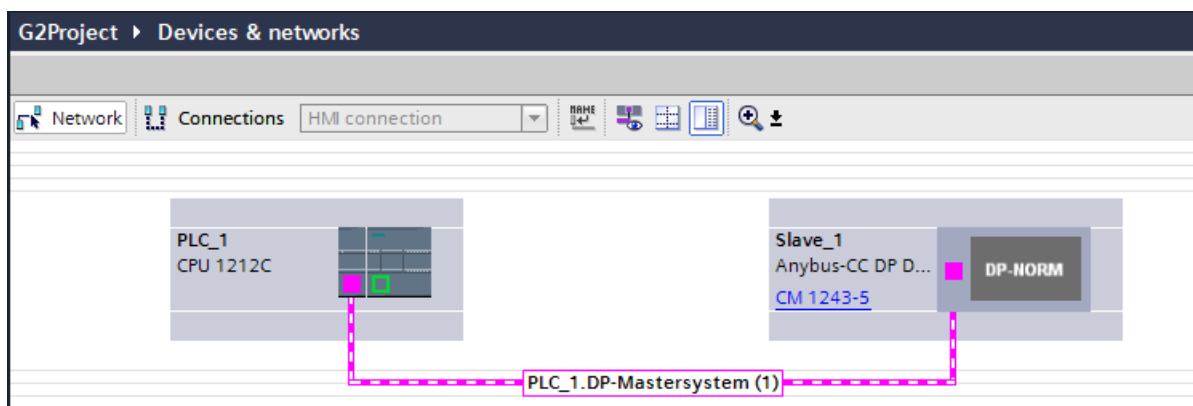 G2Project ▸ Devices & networks
Network Connections HMI connection
NAME
PLC_1
CPU 1212C
Slave_1
Anybus-CC DP D...
CM 1243-5
DP-NORM
PLC_1.DP-Mastersystem (1)